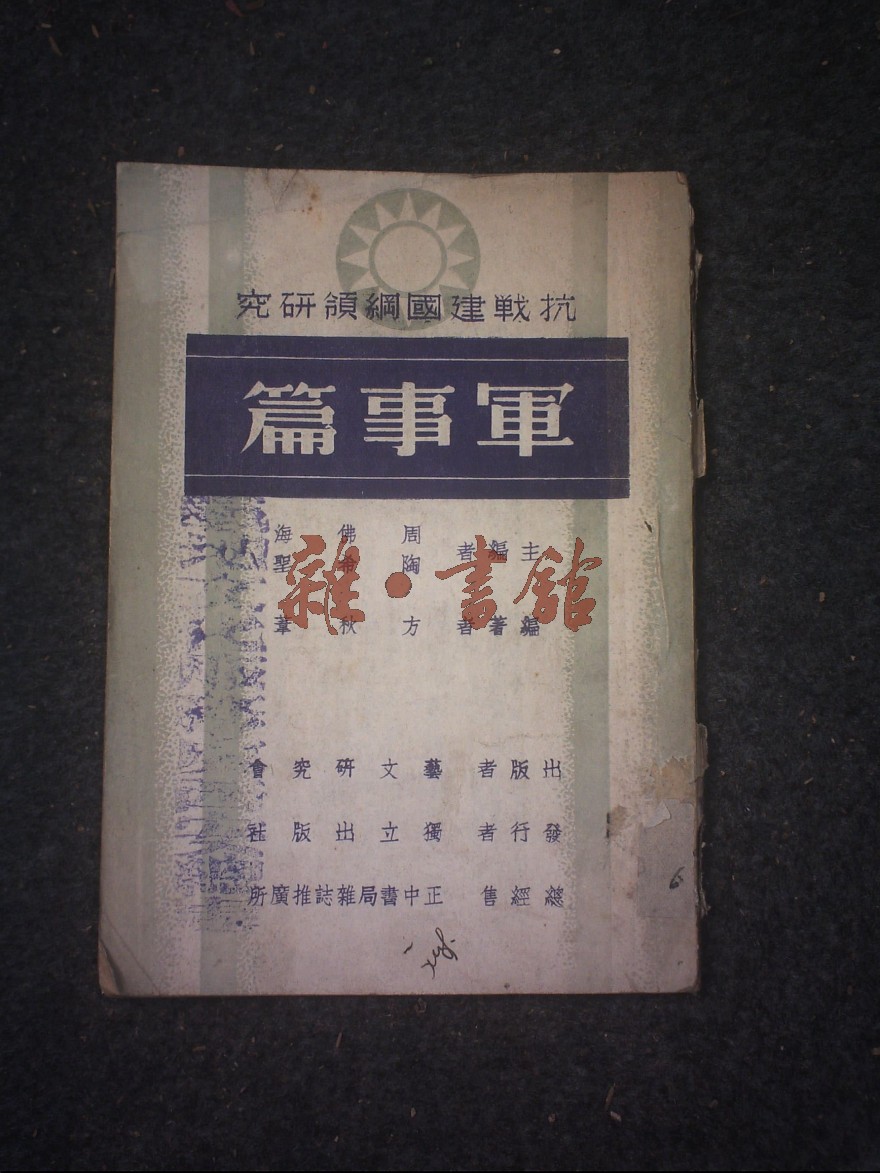 抗戰建國綱領研究
軍事篇
主編者 周佛海
陶希聖
編著者 方秋葦
雜·書館
出版者 藝文研究會
發行者 獨立出版社
總經售 正中書局雜誌推廣所